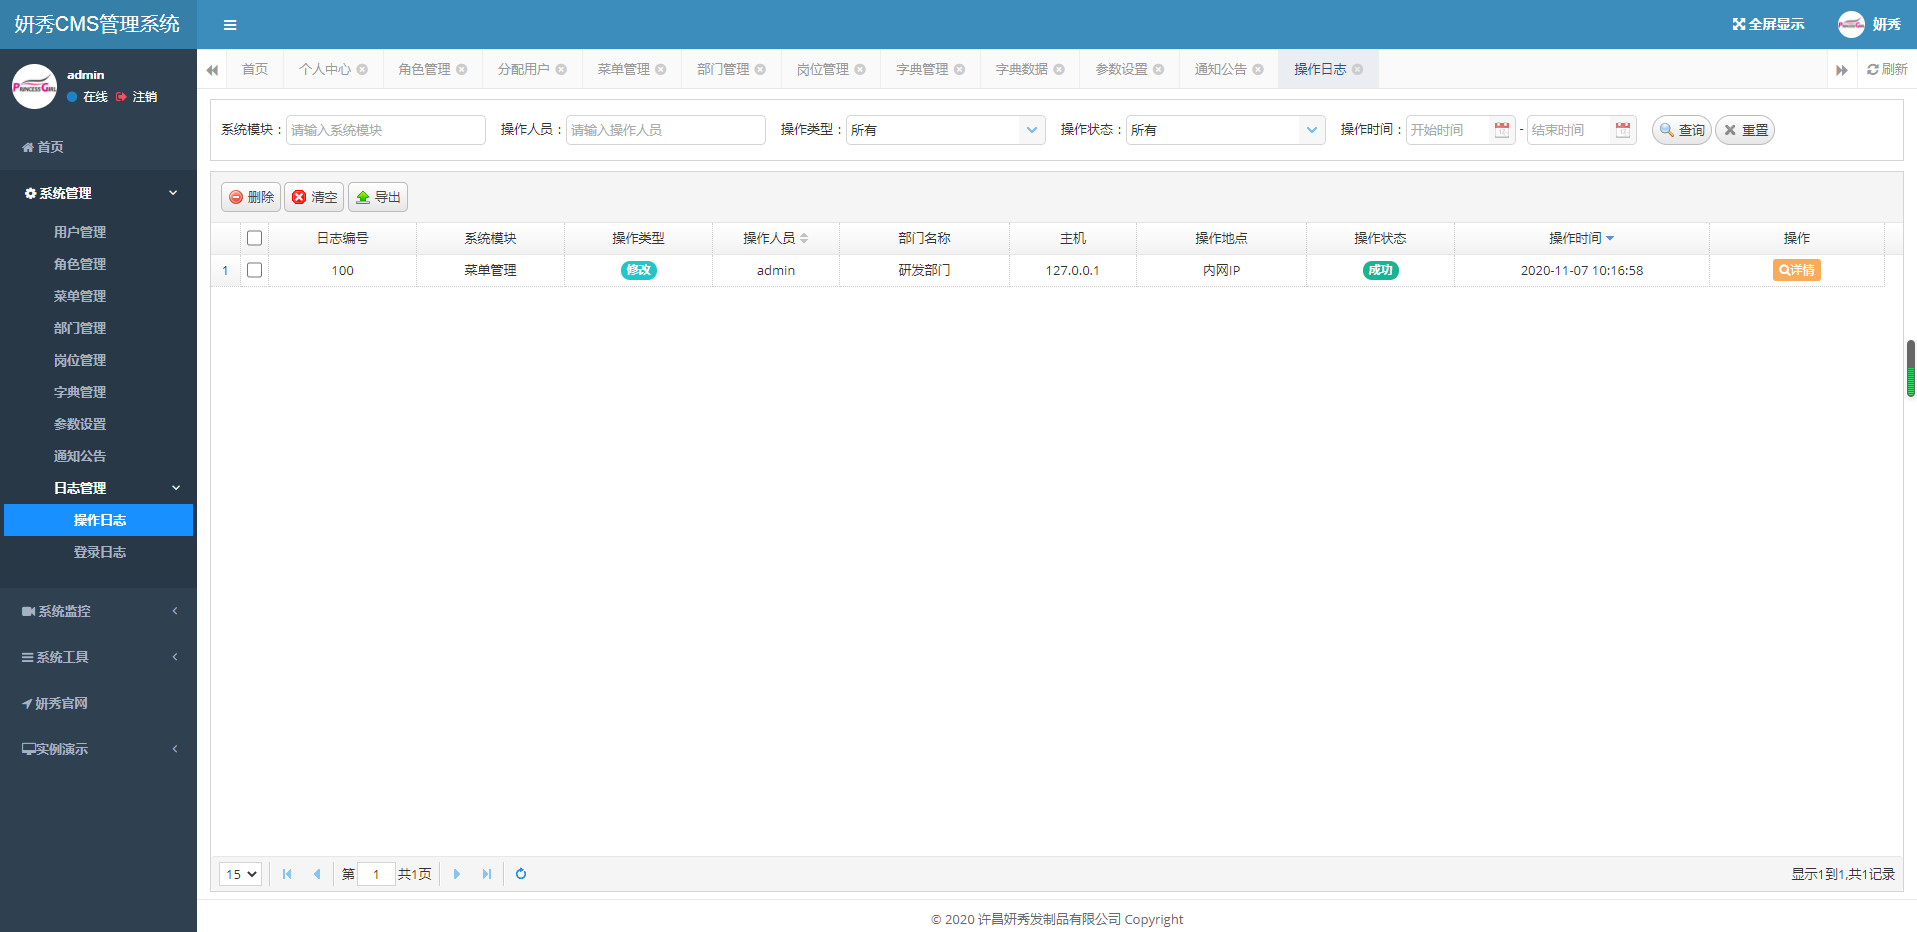 妍秀CMS管理系统
全屏显示
妍秀
PRINCESS GIRL
admin
在线 注销
首页
系统管理
用户管理
角色管理
菜单管理
部门管理
岗位管理
字典管理
参数设置
通知公告
日志管理
操作日志
登录日志
系统监控
系统工具
妍秀官网
实例演示
首页 个人中心 角色管理 分配用户 菜单管理 部门管理 岗位管理 字典管理 字典数据 参数设置 通知公告 操作日志 刷新
系统模块： 请输入系统模块 操作人员： 请输入操作人员 操作类型： 所有 操作状态： 所有 操作时间： 开始时间 - 结束时间 查询 重置
删除 清空 导出
日志编号 系统模块 操作类型 操作人员 部门名称 主机 操作地点 操作状态 操作时间 操作
1 100 菜单管理 修改 admin 研发部门 127.0.0.1 内网IP 成功 2020-11-07 10:16:58 详情
15 第 1 共1页 显示1到1,共1记录
© 2020 许昌妍秀发制品有限公司 Copyright